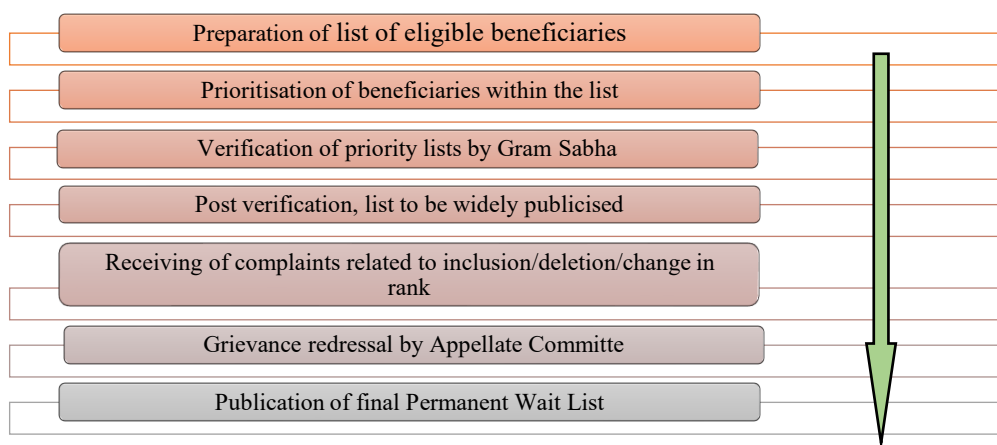 Preparation of list of eligible beneficiaries
Prioritisation of beneficiaries within the list
Verification of priority lists by Gram Sabha
Post verification, list to be widely publicised
Receiving of complaints related to inclusion/deletion/change in
rank
Grievance redressal by Appellate Committe
Publication of final Permanent Wait List